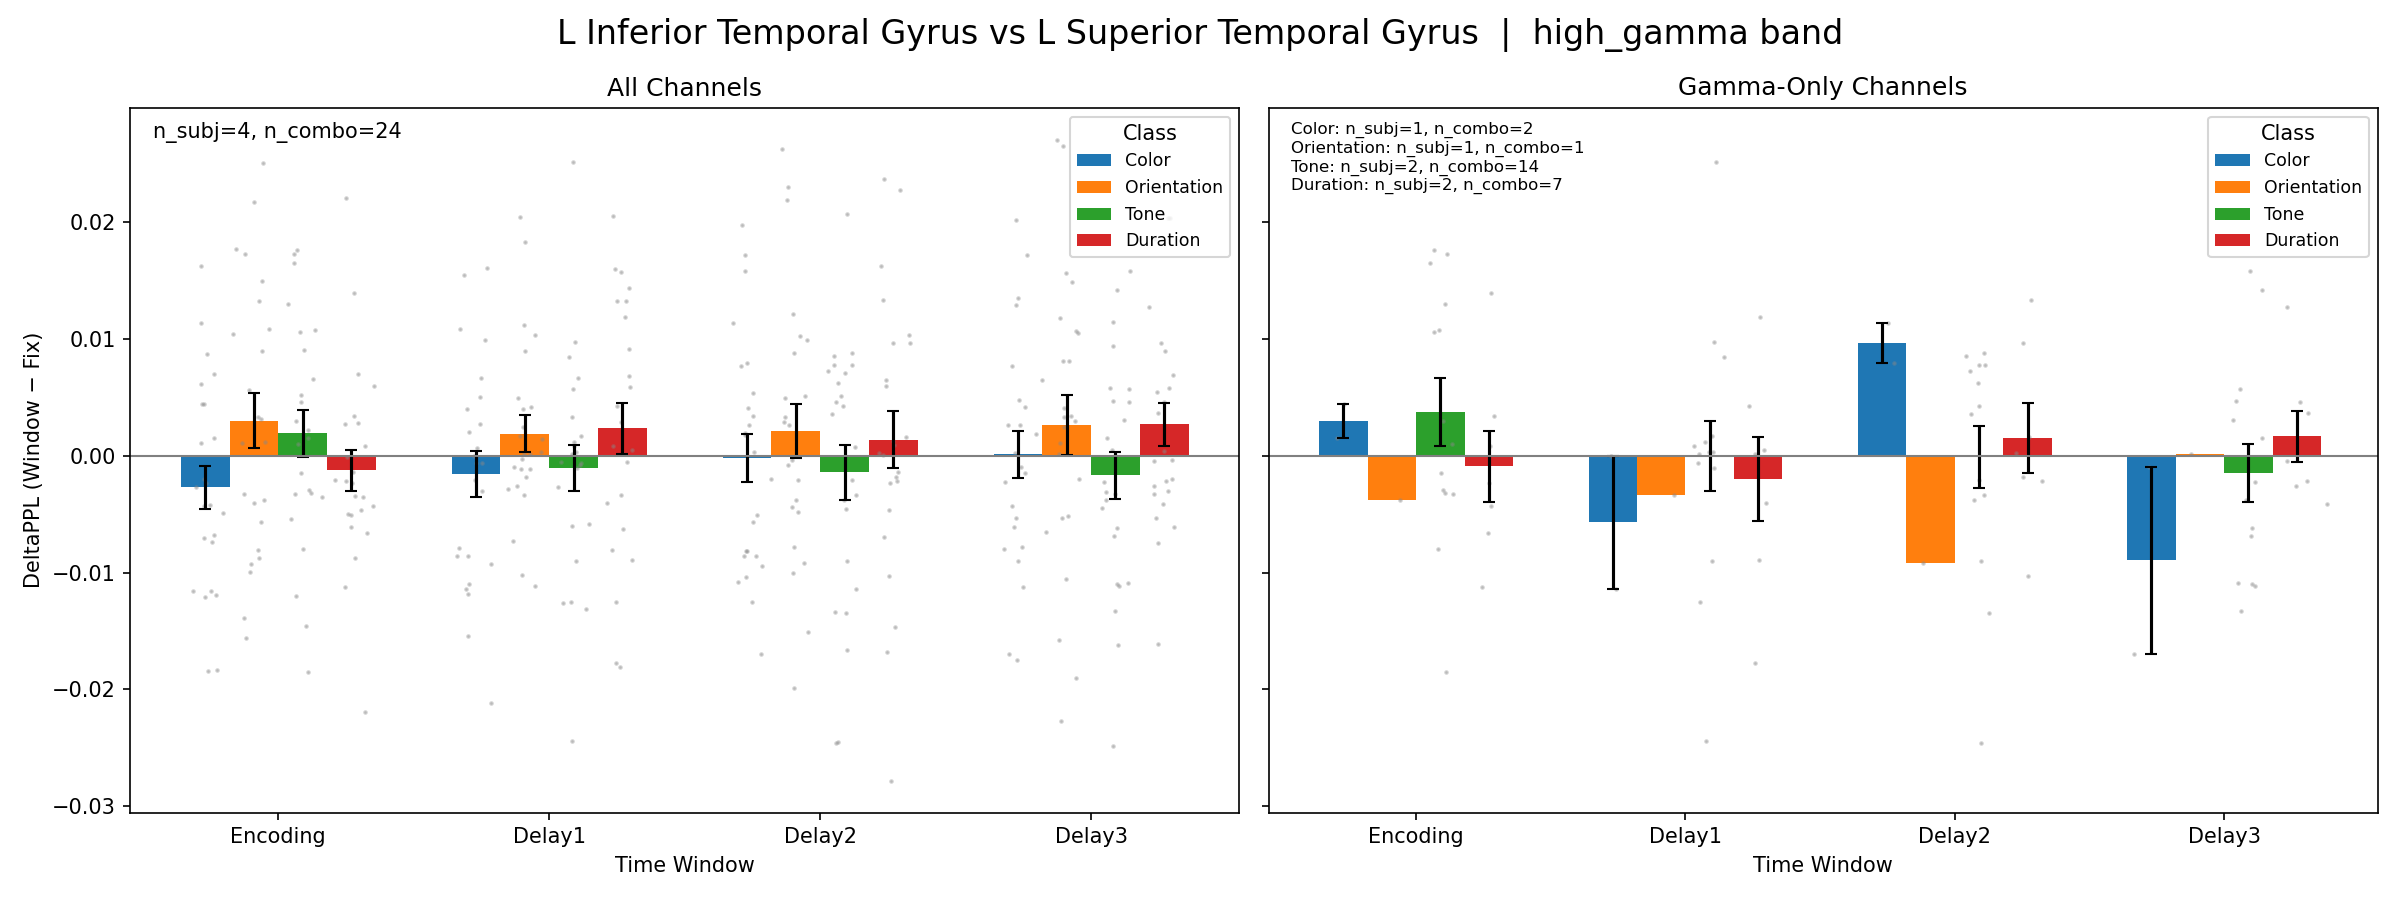 L Inferior Temporal Gyrus vs L Superior Temporal Gyrus | high_gamma band
All Channels
n_subj=4, n_combo=24
Class
Color
Orientation
Tone
Duration
DeltaPPL (Window − Fix)
0.02
0.01
0.00
−0.01
−0.02
−0.03
Encoding
Delay1
Delay2
Delay3
Time Window
Gamma-Only Channels
Color: n_subj=1, n_combo=2
Orientation: n_subj=1, n_combo=1
Tone: n_subj=2, n_combo=14
Duration: n_subj=2, n_combo=7
Class
Color
Orientation
Tone
Duration
Encoding
Delay1
Delay2
Delay3
Time Window